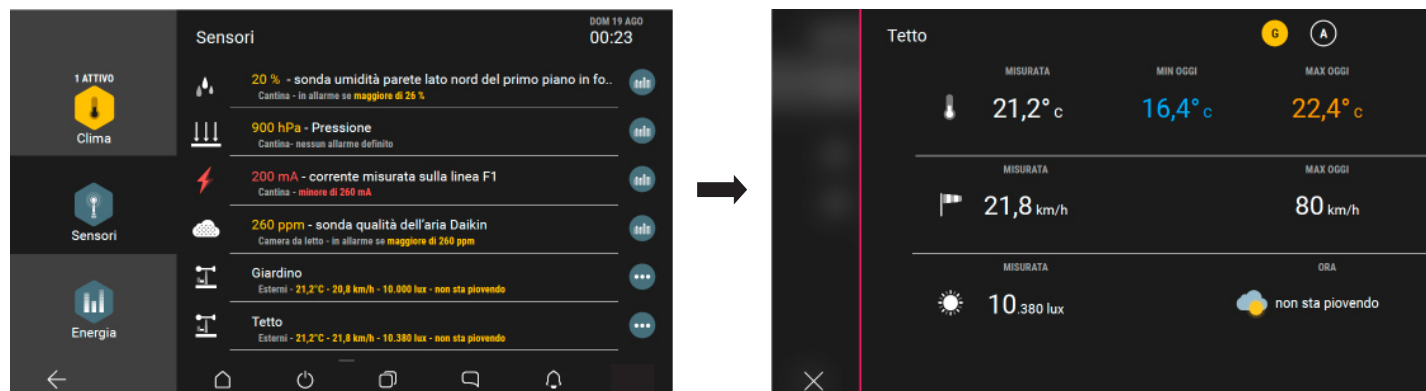 DOM 19 AGO
Sensori 00:23
1 ATTIVO
Clima
Sensori
Energia
20 % - sonda umidità parete lato nord del primo piano in fo..
Cantina - in allarme se maggiore di 26 %
900 hPa - Pressione
Cantina- nessun allarme definito
200 mA - corrente misurata sulla linea F1
Cantina - minore di 260 mA
260 ppm - sonda qualità dell'aria Daikin
Camera da letto - in allarme se maggiore di 260 ppm
Giardino
Esterni - 21,2°C - 20,8 km/h - 10.000 lux - non sta piovendo
Tetto
Esterni - 21,2°C - 21,8 km/h - 10.380 lux - non sta piovendo
Tetto G A
MISURATA MIN OGGI MAX OGGI
21,2° c 16,4° c 22,4° c
MISURATA MAX OGGI
21,8 km/h 80 km/h
MISURATA ORA
10.380 lux non sta piovendo